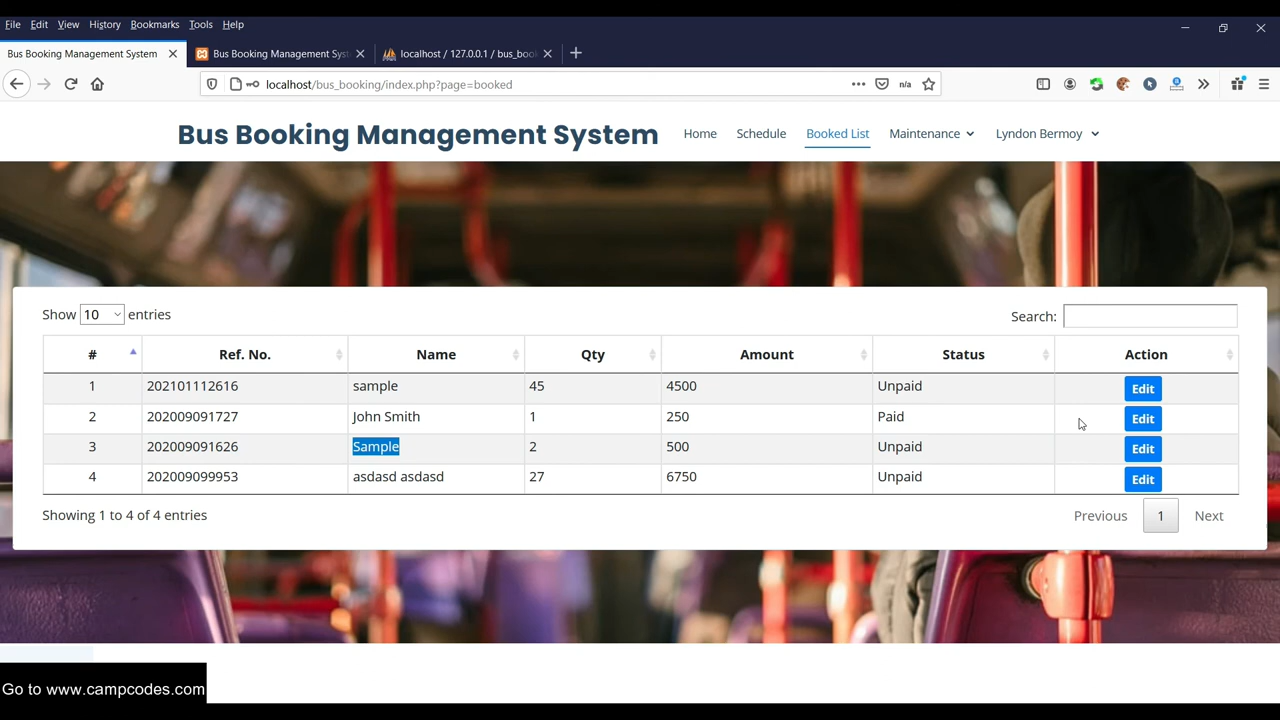 File Edit View History Bookmarks Tools Help
Bus Booking Management System
Bus Booking Management Sys
localhost / 127.0.0.1 / bus_boo
localhost/bus_booking/index.php?page=booked
n/a
Bus Booking Management System
Home Schedule Booked List Maintenance Lyndon Bermoy
Show 10 entries
Search:
# Ref. No. Name Qty Amount Status Action
1 202101112616 sample 45 4500 Unpaid Edit
2 202009091727 John Smith 1 250 Paid Edit
3 202009091626 Sample 2 500 Unpaid Edit
4 202009099953 asdasd asdasd 27 6750 Unpaid Edit
Showing 1 to 4 of 4 entries
Previous 1 Next
Go to www.campcodes.com